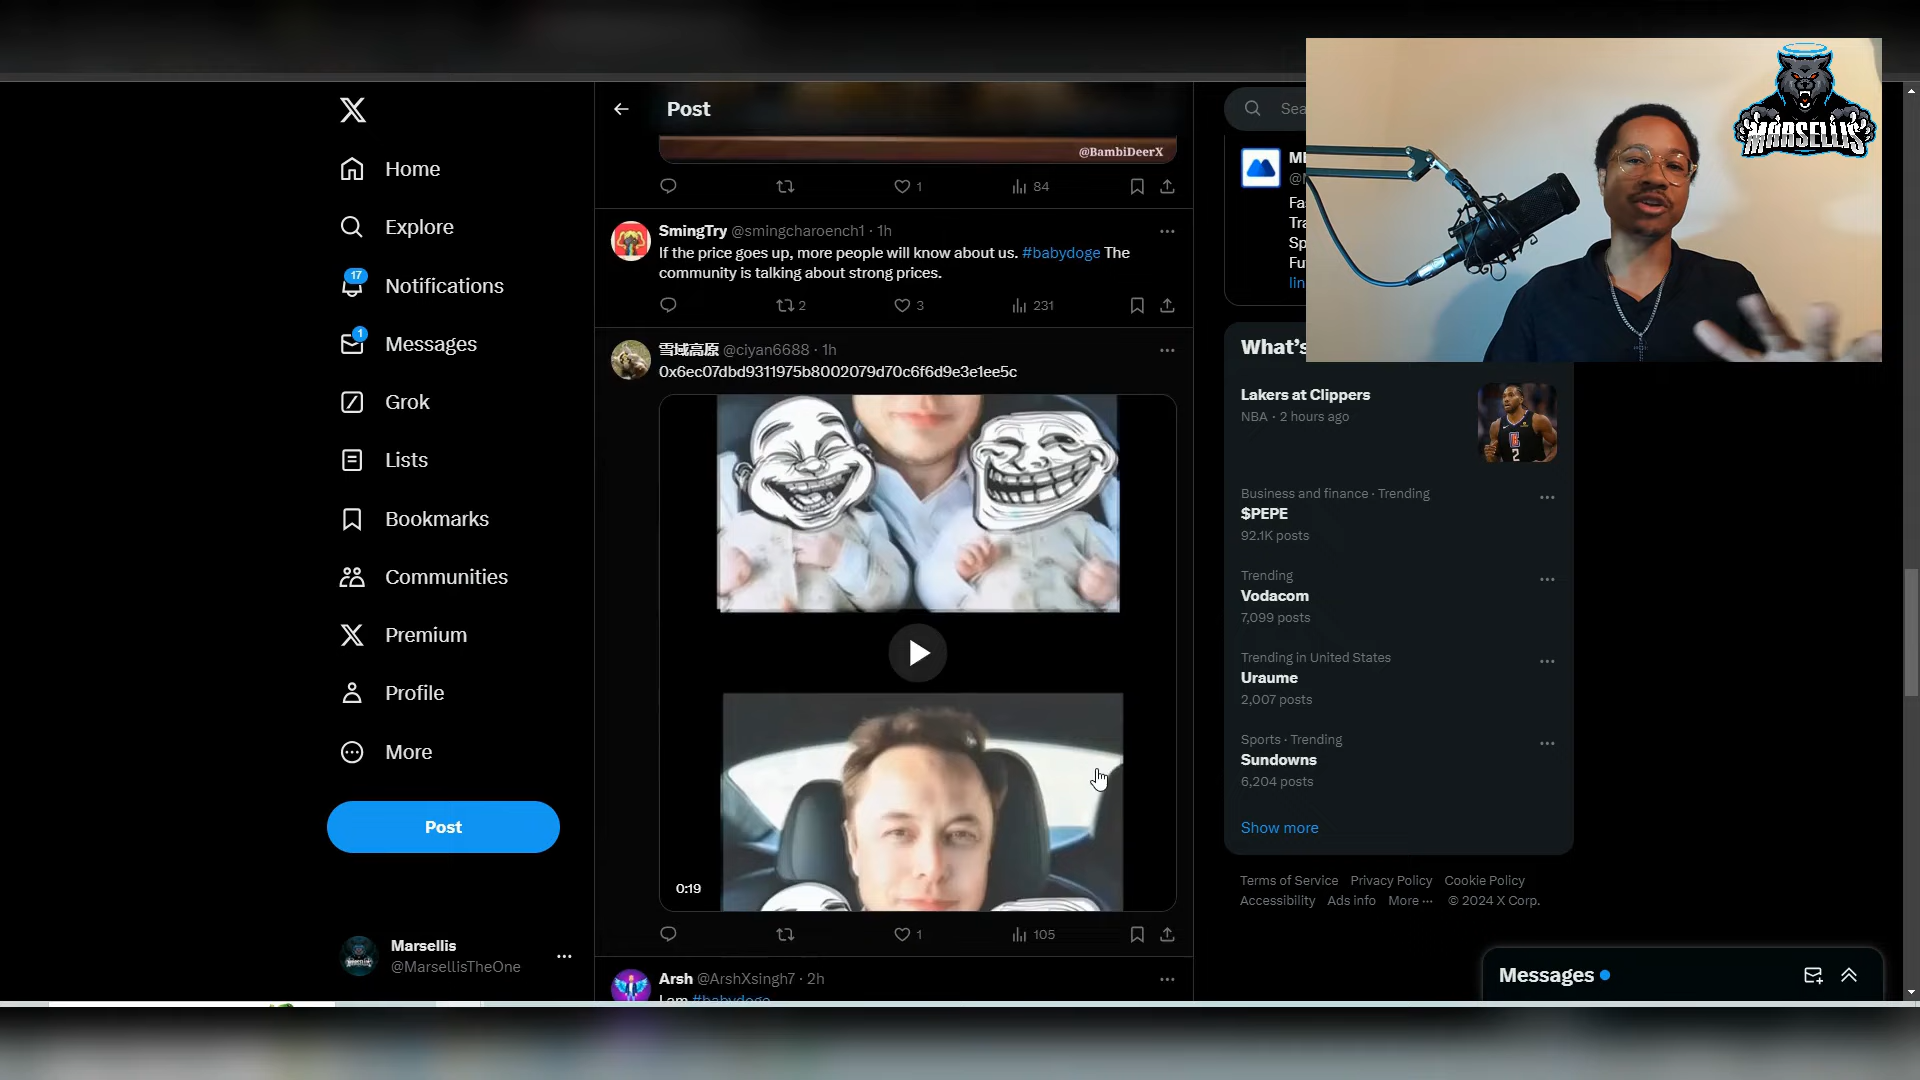 Home
Explore
17
Notifications
1
Messages
Grok
Lists
Bookmarks
Communities
Premium
Profile
More
Post
Marsellis
@MarsellisTheOne
Post
@BambiDeerX
1
84
SmingTry @smingcharoench1 · 1h
If the price goes up, more people will know about us. #babydoge The
community is talking about strong prices.
2
3
231
雪域高原 @ciyan6688 · 1h
0x6ec07dbd9311975b8002079d70c6f6d9e3e1ee5c
0:19
1
105
Arsh @ArshXsingh7 · 2h
I am #babydoge
MARSELLIS
What's
Lakers at Clippers
NBA · 2 hours ago
2
Business and finance · Trending
$PEPE
92.1K posts
Trending
Vodacom
7,099 posts
Trending in United States
Uraume
2,007 posts
Sports · Trending
Sundowns
6,204 posts
Show more
Terms of Service Privacy Policy Cookie Policy
Accessibility Ads info More ··· © 2024 X Corp.
Messages